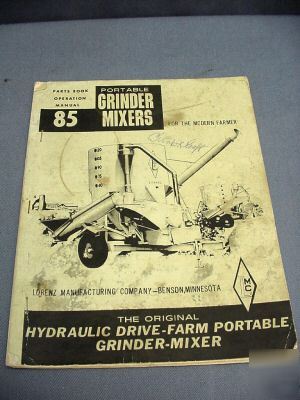 PARTS BOOK
OPERATION
MANUAL
85
PORTABLE
GRINDER
MIXERS
FOR THE MODERN FARMER
LORENZ MANUFACTURING COMPANY—BENSON, MINNESOTA
MC
THE ORIGINAL
HYDRAULIC DRIVE-FARM PORTABLE
GRINDER-MIXER